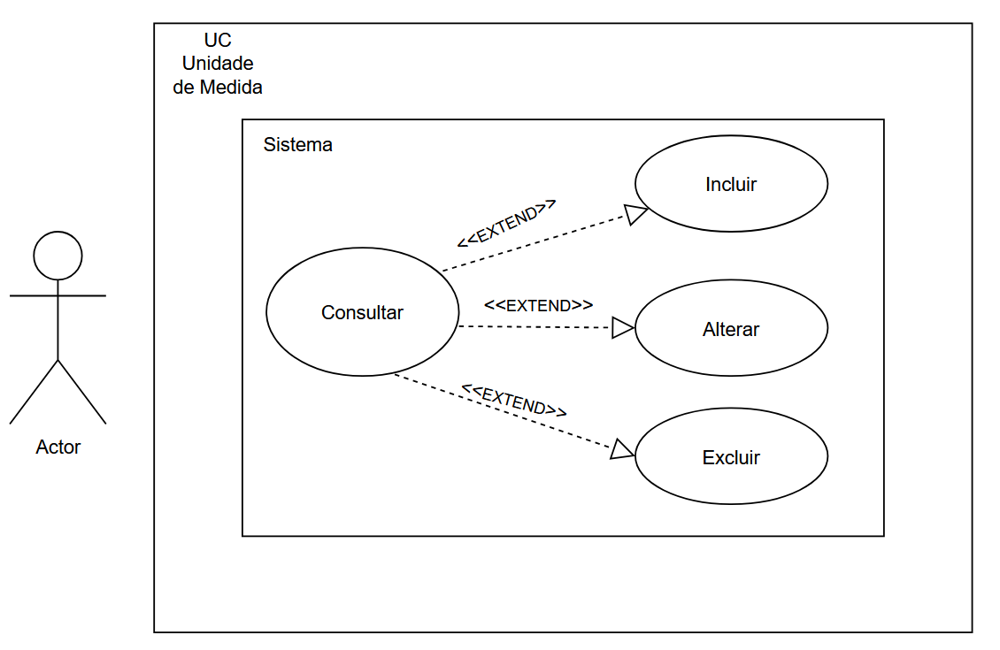 UC
Unidade
de Medida
Sistema
Incluir
<<EXTEND>>
Consultar
<<EXTEND>>
Alterar
<<EXTEND>>
Excluir
Actor